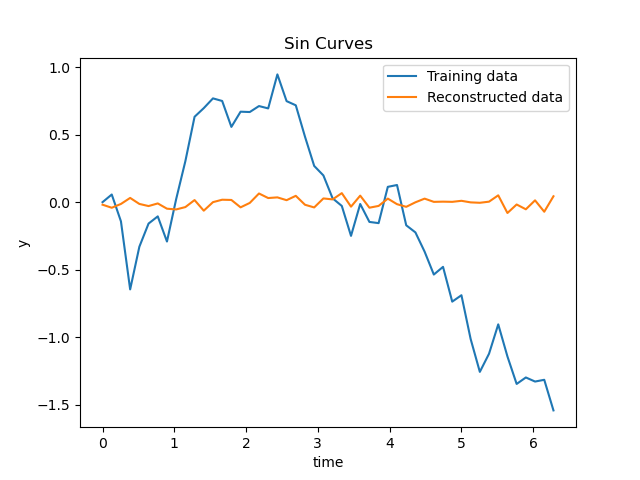 Sin Curves
Training data
Reconstructed data
1.0
0.5
0.0
−0.5
−1.0
−1.5
y
0 1 2 3 4 5 6
time